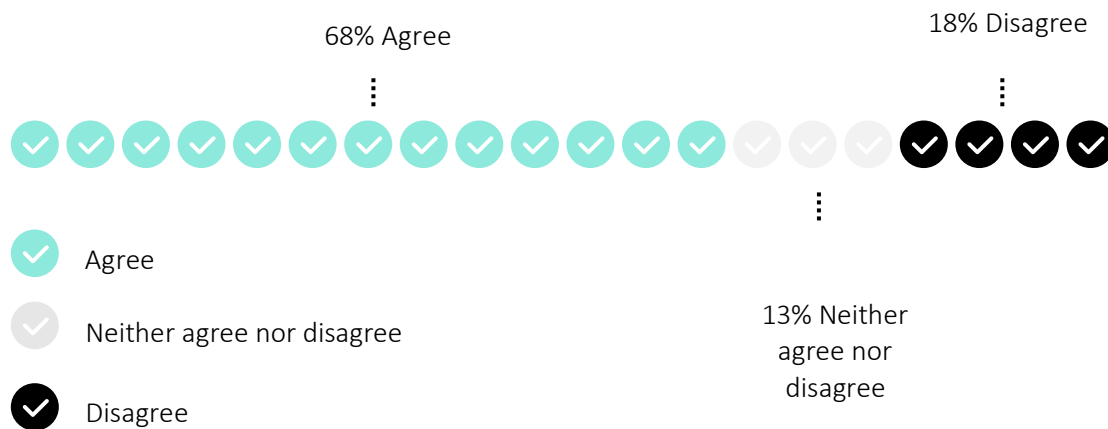 68% Agree
18% Disagree
Agree
Neither agree nor disagree
Disagree
13% Neither
agree nor
disagree